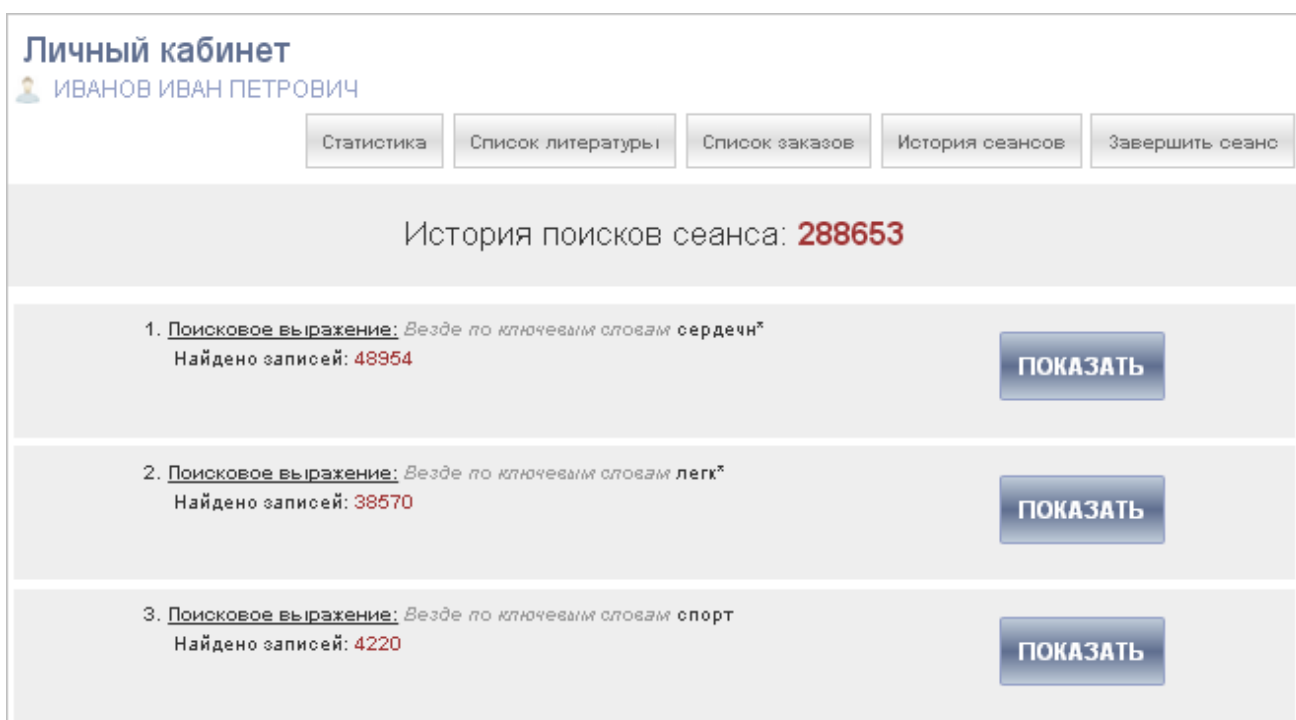 Личный кабинет
ИВАНОВ ИВАН ПЕТРОВИЧ
Статистика Список литературы Список заказов История сеансов Завершить сеанс
История поисков сеанса: 288653
1. Поисковое выражение: Везде по ключевым словам сердечн*
Найдено записей: 48954
ПОКАЗАТЬ
2. Поисковое выражение: Везде по ключевым словам легк*
Найдено записей: 38570
ПОКАЗАТЬ
3. Поисковое выражение: Везде по ключевым словам спорт
Найдено записей: 4220
ПОКАЗАТЬ